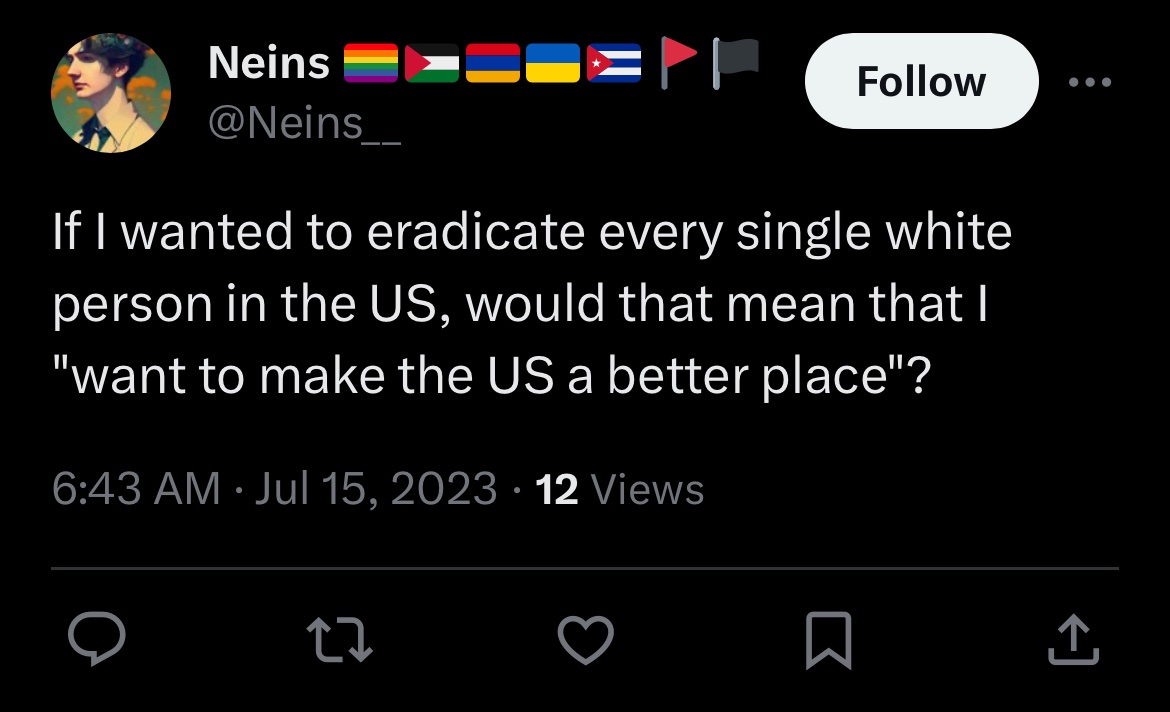 Neins 🏳️‍🌈🇵🇸🇦🇲🇺🇦🇨🇺🚩🏴
Follow
@Neins__
If I wanted to eradicate every single white
person in the US, would that mean that I
"want to make the US a better place"?
6:43 AM · Jul 15, 2023 · 12 Views